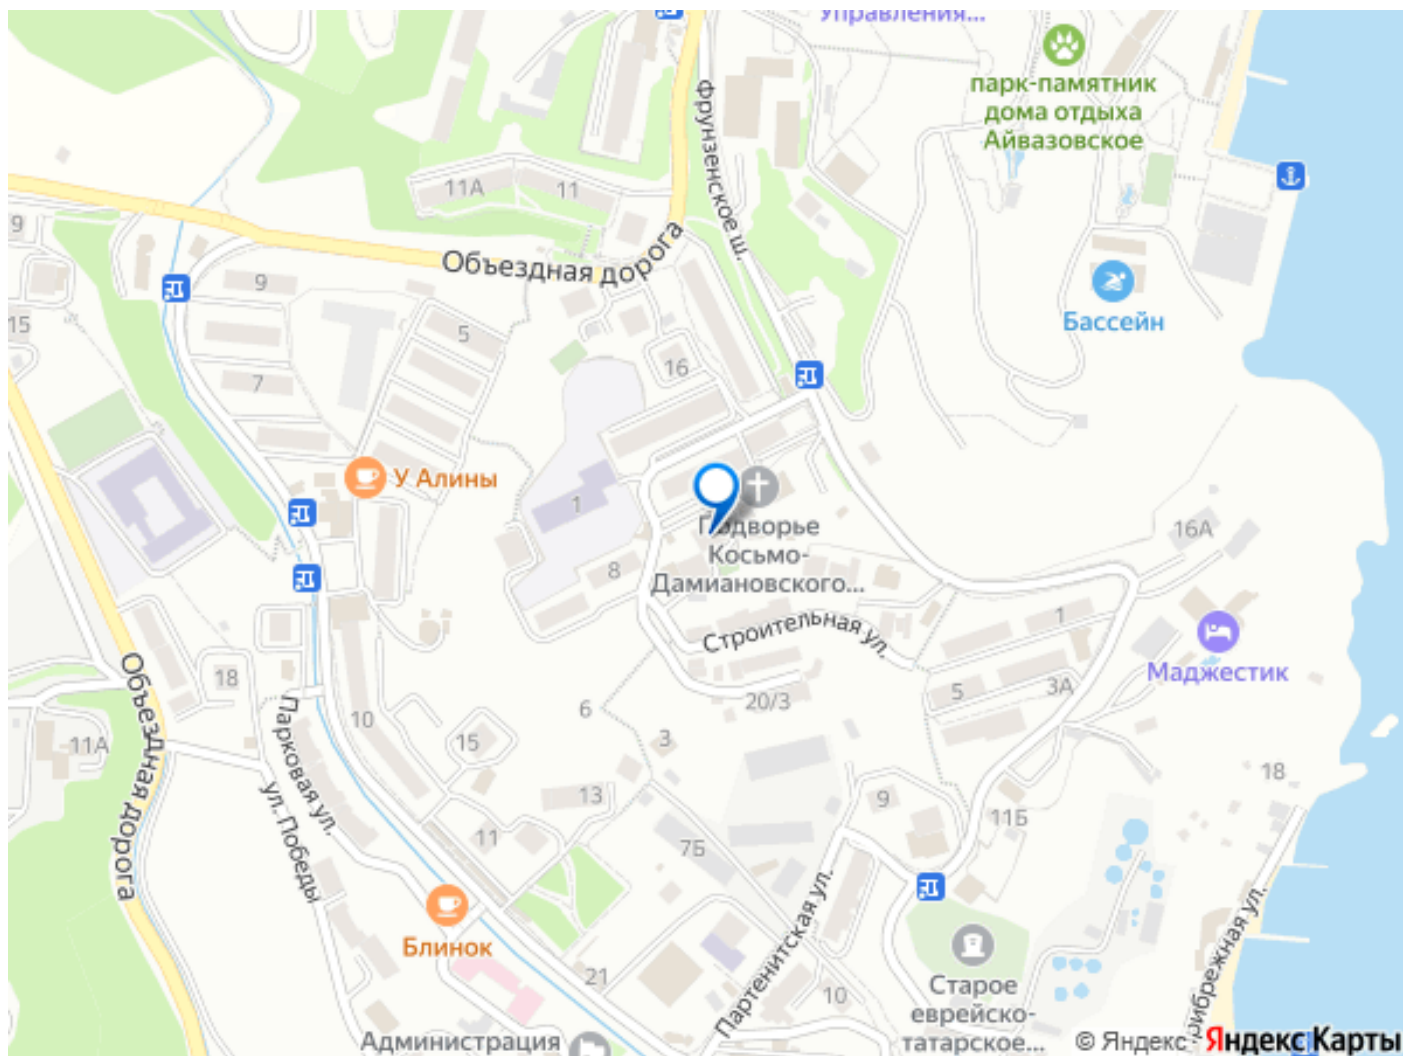 Управления...
парк-памятник
дома отдыха
Айвазовское
Фрунзенское ш.
11А
11
Объездная дорога
9
9
15
5
7
16
Бассейн
У Алины
1
Подворье
Косьмо-
Дамиановского...
16А
8
Строительная ул.
1
Маджестик
5
3А
20/3
18
Объездная дорога
11А
Парковая ул.
ул. Победы
10
15
6
3
13
11
7Б
9
11Б
18
Партенитская ул.
Блинок
21
10
Старое
еврейско-
татарское...
рибрежная ул.
Администрация
© Яндекс
Яндекс Карты